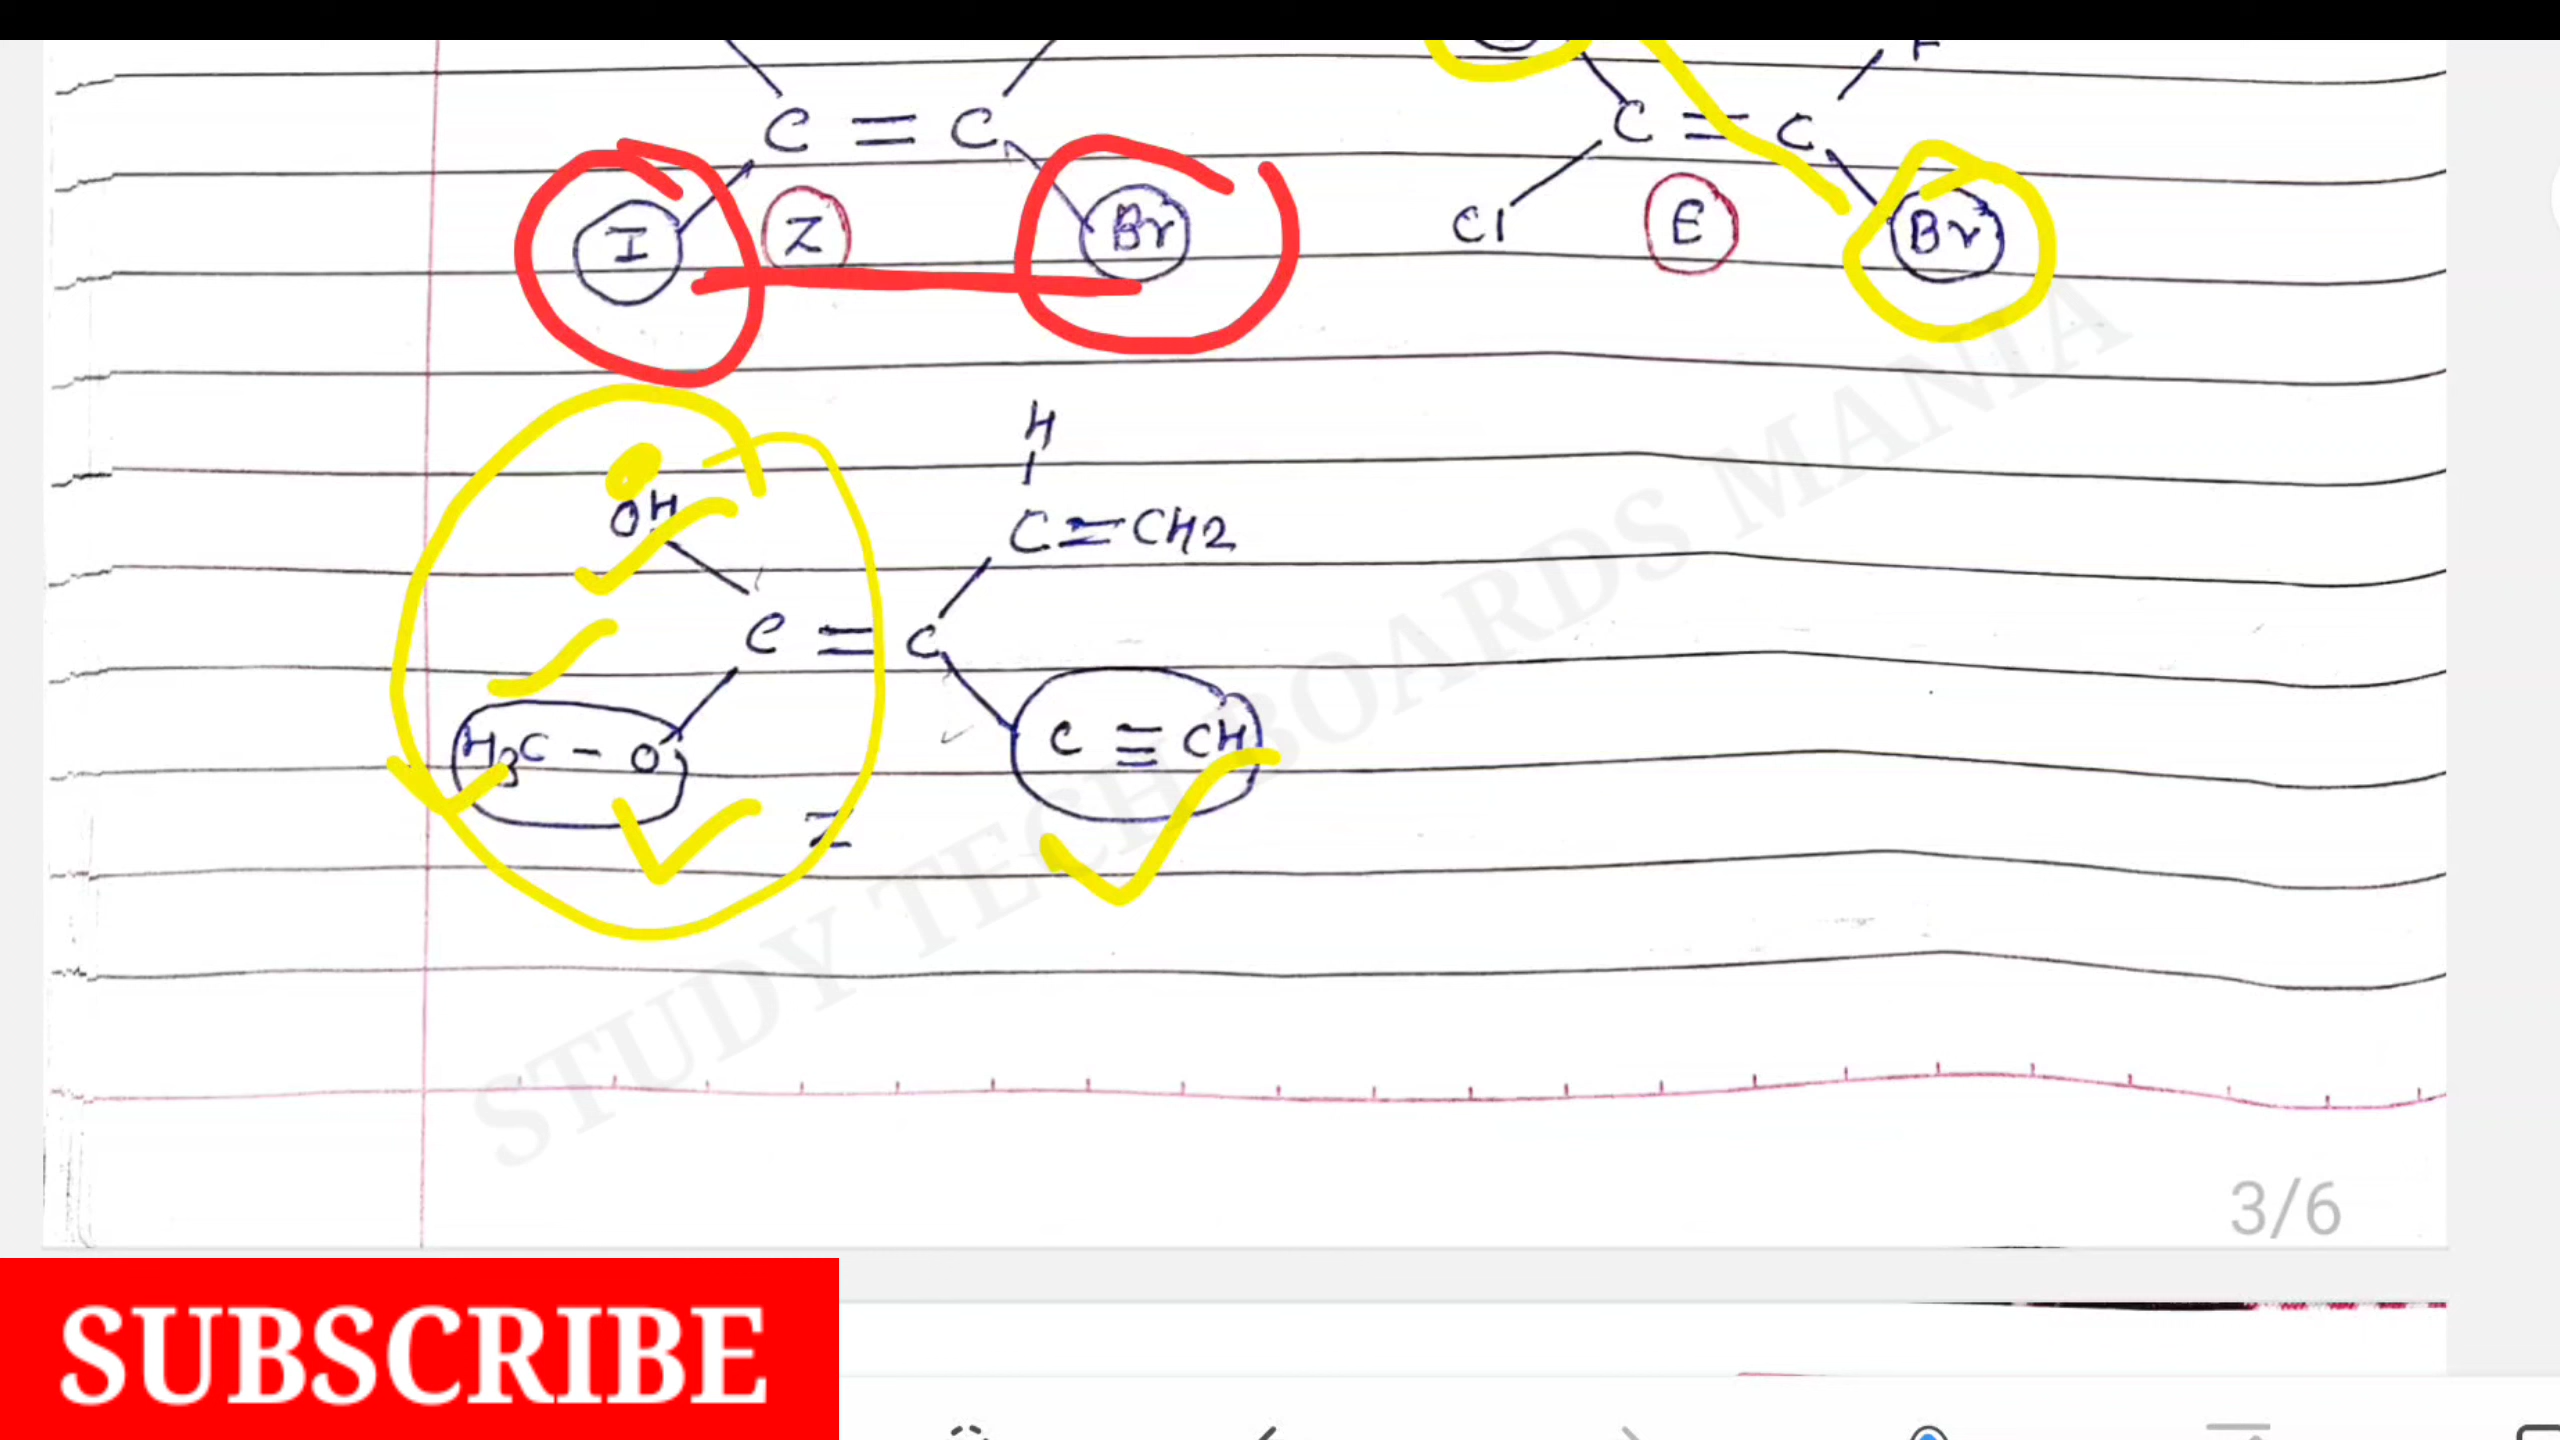 F
C = C
C = C
I
Z
Br
Cl
E
Br
H
OH
C = CH2
C = C
H3C - O
C ≡ CH
Z
STUDY TECH BOARDS MANIA
3/6
SUBSCRIBE